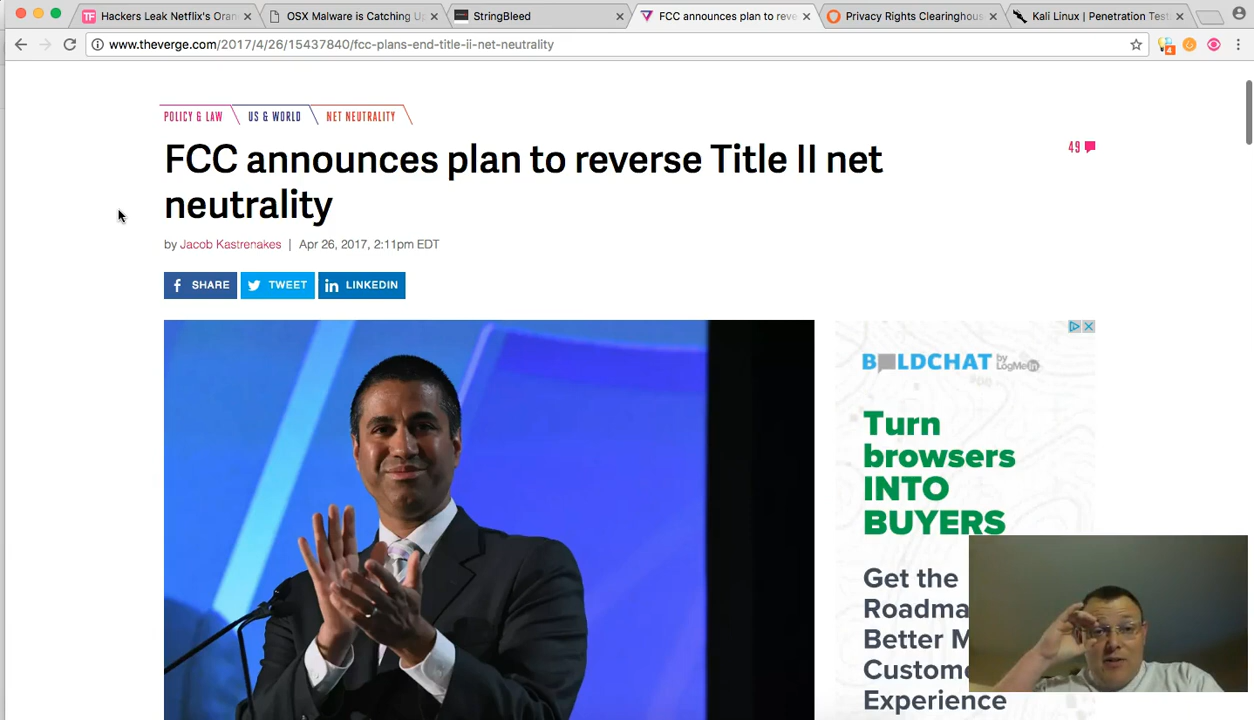 Hackers Leak Netflix's Oran
OSX Malware is Catching Up
StringBleed
FCC announces plan to reve
Privacy Rights Clearinghous
Kali Linux | Penetration Test
www.theverge.com/2017/4/26/15437840/fcc-plans-end-title-ii-net-neutrality
4
POLICY & LAW
US & WORLD
NET NEUTRALITY
FCC announces plan to reverse Title II net
neutrality
49
by Jacob Kastrenakes | Apr 26, 2017, 2:11pm EDT
SHARE
TWEET
LINKEDIN
BOLDCHAT by LogMeIn
Turn
browsers
INTO
BUYERS
Get the
Roadma
Better M
Custome
Experience